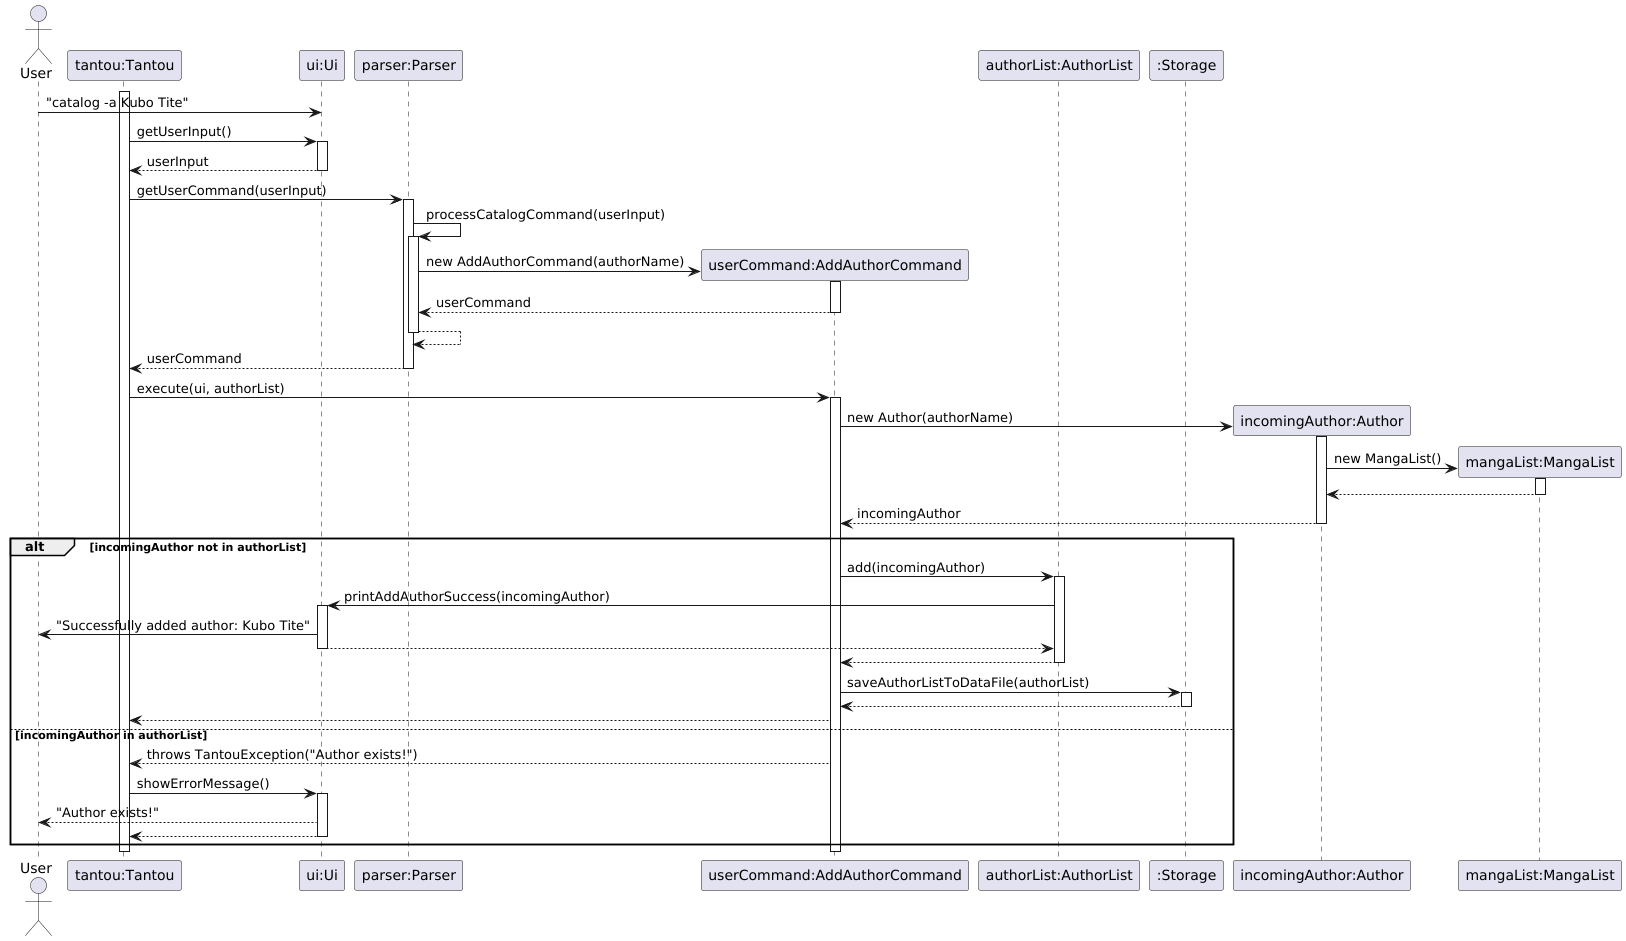 User
tantou:Tantou
ui:Ui
parser:Parser
authorList:AuthorList
:Storage
"catalog -a Kubo Tite"
getUserInput()
userInput
getUserCommand(userInput)
processCatalogCommand(userInput)
new AddAuthorCommand(authorName)
userCommand:AddAuthorCommand
userCommand
userCommand
execute(ui, authorList)
new Author(authorName)
incomingAuthor:Author
new MangaList()
mangaList:MangaList
incomingAuthor
alt
[incomingAuthor not in authorList]
add(incomingAuthor)
printAddAuthorSuccess(incomingAuthor)
"Successfully added author: Kubo Tite"
saveAuthorListToDataFile(authorList)
[incomingAuthor in authorList]
throws TantouException("Author exists!")
showErrorMessage()
"Author exists!"
User
tantou:Tantou
ui:Ui
parser:Parser
userCommand:AddAuthorCommand
authorList:AuthorList
:Storage
incomingAuthor:Author
mangaList:MangaList